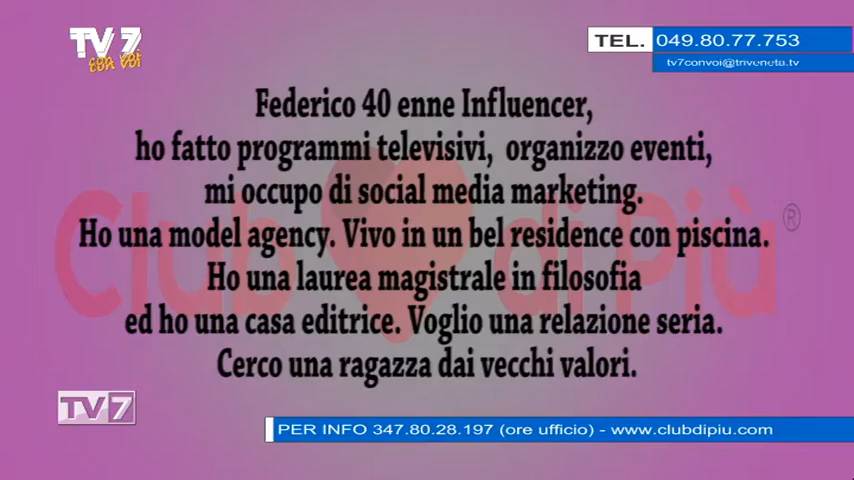 TV7
CON VOI
TEL. 049.80.77.753
tv7convoi@triveneta.tv
Federico 40 enne Influencer,
ho fatto programmi televisivi, organizzo eventi,
mi occupo di social media marketing.
Ho una model agency. Vivo in un bel residence con piscina.
Ho una laurea magistrale in filosofia
ed ho una casa editrice. Voglio una relazione seria.
Cerco una ragazza dai vecchi valori.
Club di Più ®
TV7
PER INFO 347.80.28.197 (ore ufficio) - www.clubdipiu.com